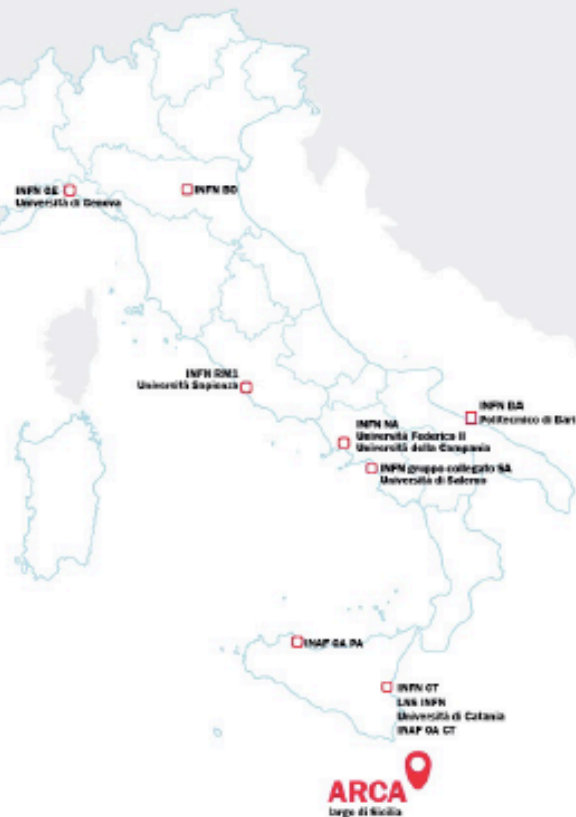 INFN GE
Università di Genova
INFN BO
INFN RM1
Università Sapienza
INFN BA
Politecnico di Bari
INFN NA
Università Federico II
Università della Campania
INFN gruppo collegato SA
Università di Salerno
INAF OA PA
INFN CT
LNS INFN
Università di Catania
INAF OA CT
ARCA
largo di Sicilia